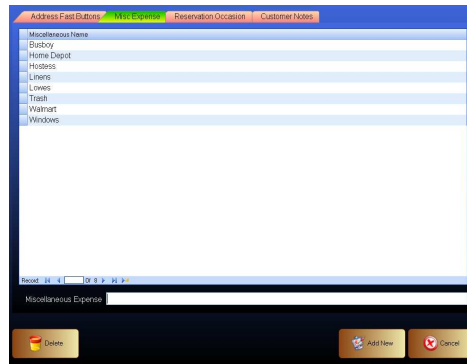 Address Fast Buttons Misc Expense Reservation Occasion Customer Notes
Miscellaneous Name
Busboy
Home Depot
Hostess
Linens
Lowes
Trash
Walmart
Windows
Record: Of 8
Miscellaneous Expense
Delete Add New Cancel